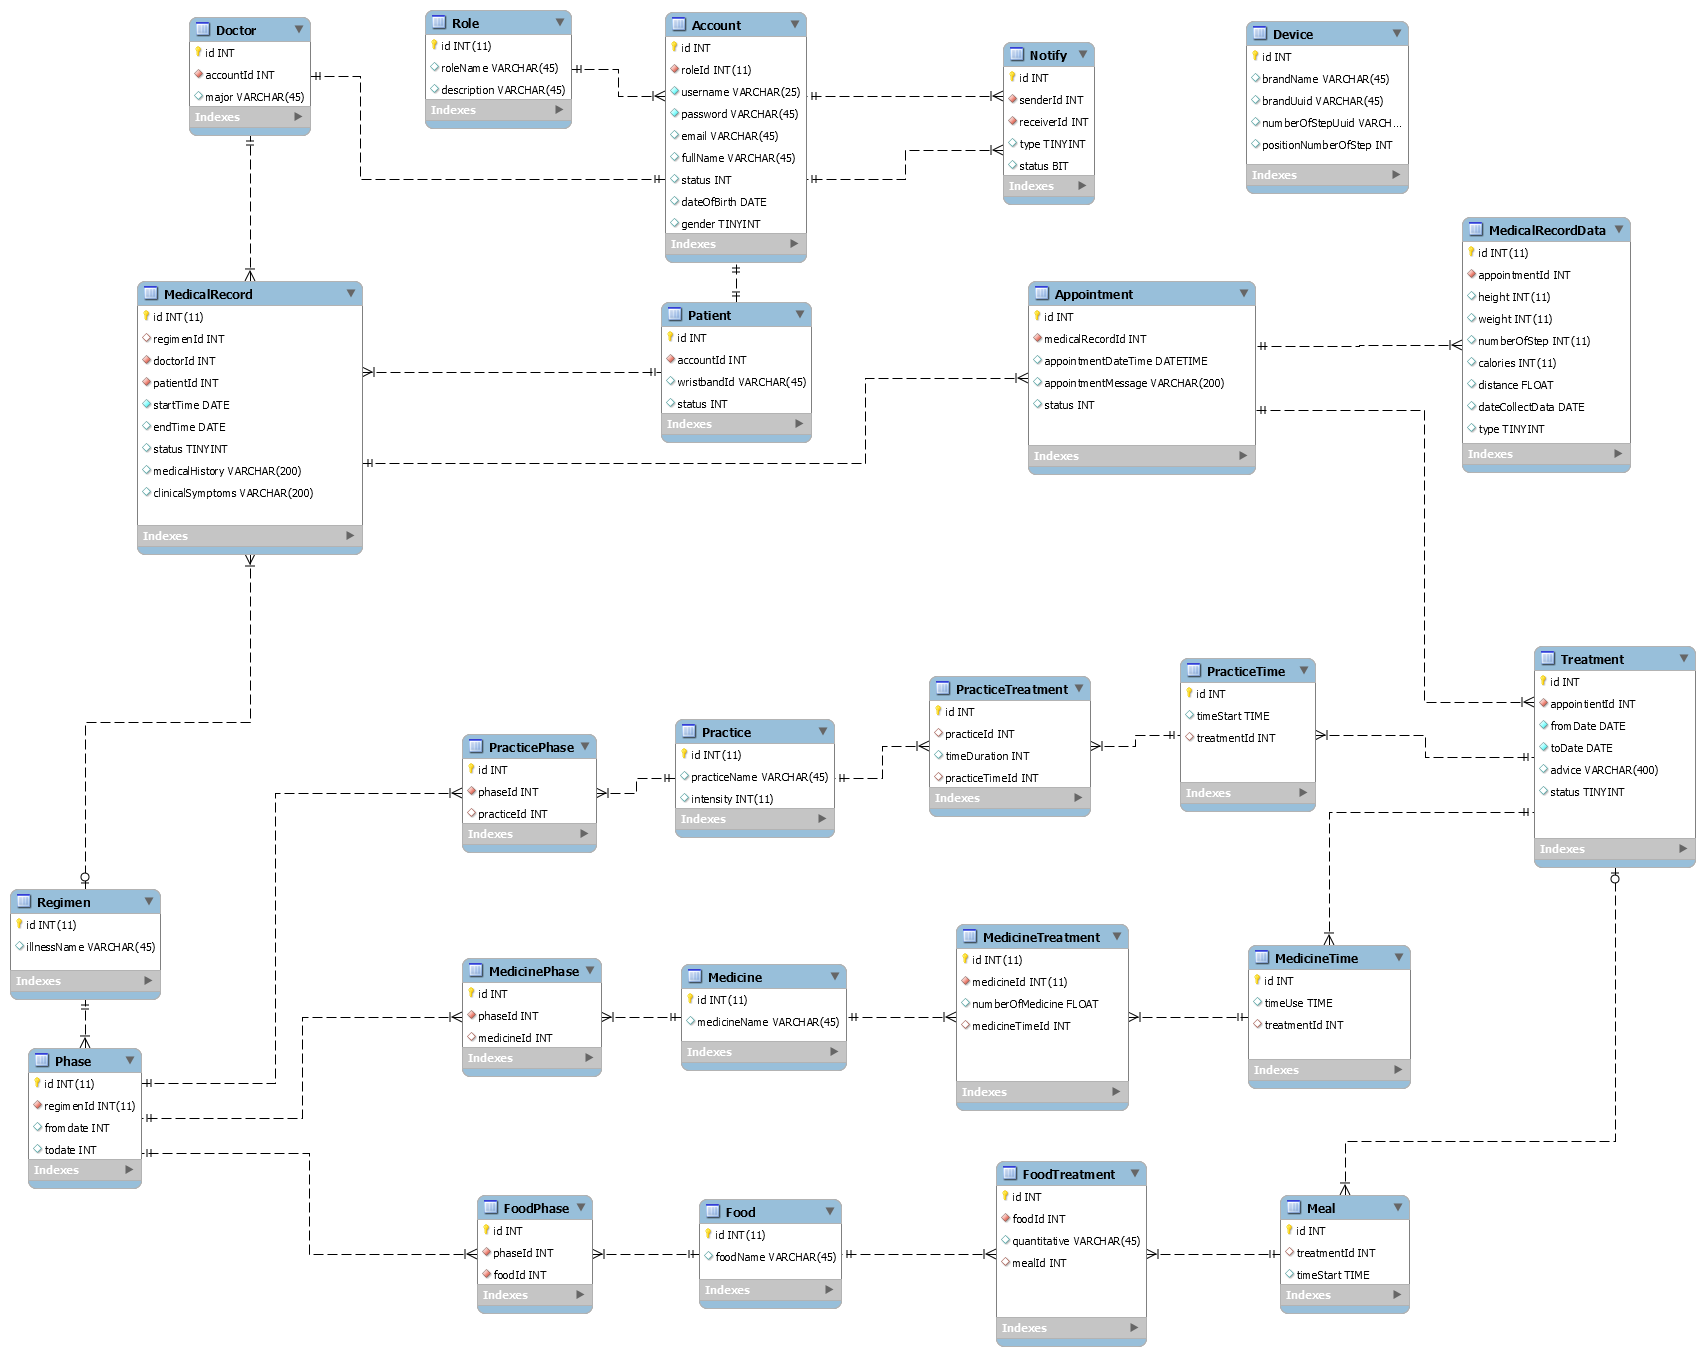 Doctor
id INT
accountId INT
major VARCHAR(45)
Indexes
Role
id INT(11)
roleName VARCHAR(45)
description VARCHAR(45)
Indexes
Account
id INT
roleId INT(11)
username VARCHAR(25)
password VARCHAR(45)
email VARCHAR(45)
fullName VARCHAR(45)
status INT
dateOfBirth DATE
gender TINYINT
Indexes
Notify
id INT
senderId INT
receiverId INT
type TINYINT
status BIT
Indexes
Device
id INT
brandName VARCHAR(45)
brandUuid VARCHAR(45)
numberOfStepUuid VARCH...
positionNumberOfStep INT
Indexes
MedicalRecordData
id INT(11)
appointmentId INT
height INT(11)
weight INT(11)
numberOfStep INT(11)
calories INT(11)
distance FLOAT
dateCollectData DATE
type TINYINT
Indexes
MedicalRecord
id INT(11)
regimenId INT
doctorId INT
patientId INT
startTime DATE
endTime DATE
status TINYINT
medicalHistory VARCHAR(200)
clinicalSymptoms VARCHAR(200)
Indexes
Patient
id INT
accountId INT
wristbandId VARCHAR(45)
status INT
Indexes
Appointment
id INT
medicalRecordId INT
appointmentDateTime DATETIME
appointmentMessage VARCHAR(200)
status INT
Indexes
Treatment
id INT
appointientId INT
fromDate DATE
toDate DATE
advice VARCHAR(400)
status TINYINT
Indexes
PracticePhase
id INT
phaseId INT
practiceId INT
Indexes
Practice
id INT(11)
practiceName VARCHAR(45)
intensity INT(11)
Indexes
PracticeTreatment
id INT
practiceId INT
timeDuration INT
practiceTimeId INT
Indexes
PracticeTime
id INT
timeStart TIME
treatmentId INT
Indexes
Regimen
id INT(11)
illnessName VARCHAR(45)
Indexes
MedicinePhase
id INT
phaseId INT
medicineId INT
Indexes
Medicine
id INT(11)
medicineName VARCHAR(45)
Indexes
MedicineTreatment
id INT(11)
medicineId INT(11)
numberOfMedicine FLOAT
medicineTimeId INT
Indexes
MedicineTime
id INT
timeUse TIME
treatmentId INT
Indexes
Phase
id INT(11)
regimenId INT(11)
fromdate INT
todate INT
Indexes
FoodPhase
id INT
phaseId INT
foodId INT
Indexes
Food
id INT(11)
foodName VARCHAR(45)
Indexes
FoodTreatment
id INT
foodId INT
quantitative VARCHAR(45)
mealId INT
Indexes
Meal
id INT
treatmentId INT
timeStart TIME
Indexes